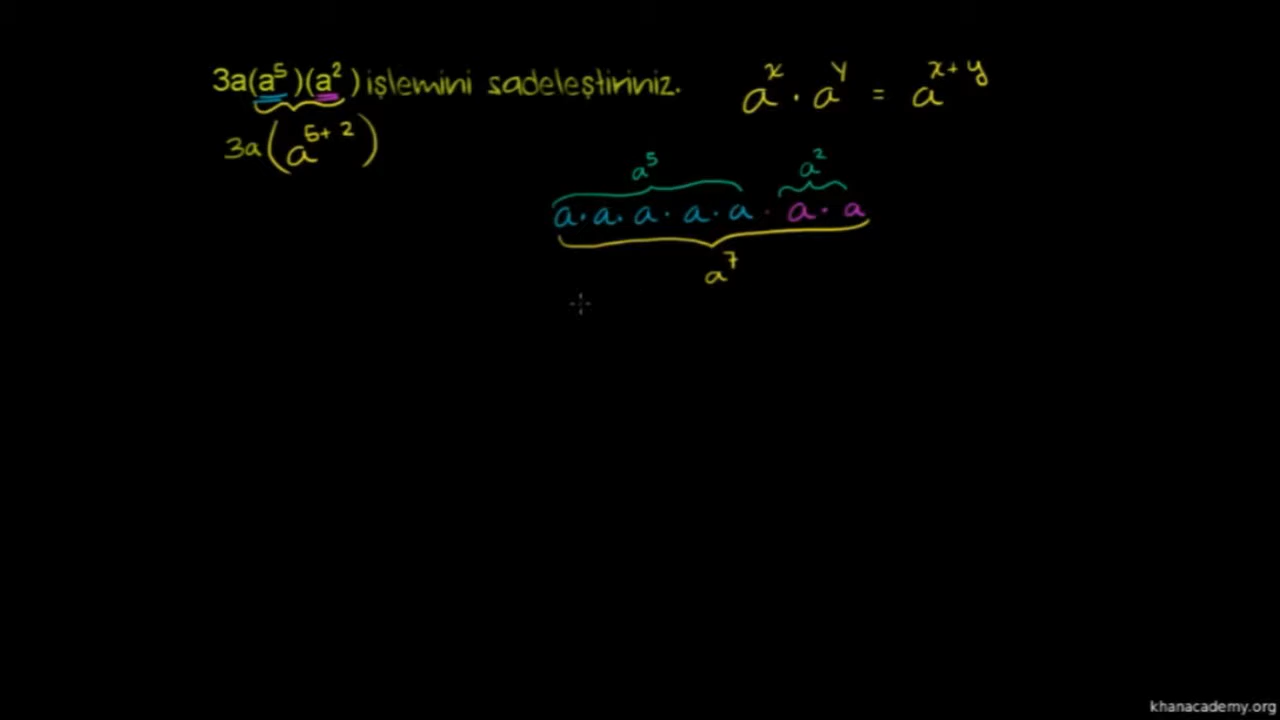 3a(a⁵)(a²) işlemini sadeleştiriniz.
aˣ · aʸ = aˣ⁺ʸ
3a(a⁵⁺²)
a⁵ a²
a · a · a · a · a · a · a
a⁷
khanacademy.org